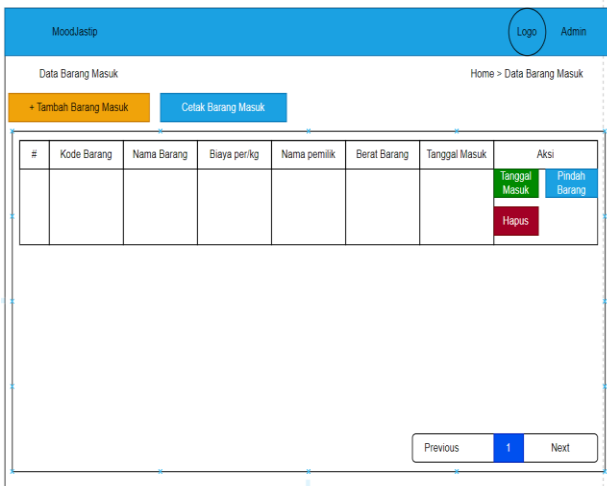 MoodJastip
Logo
Admin
Data Barang Masuk
Home > Data Barang Masuk
+ Tambah Barang Masuk
Cetak Barang Masuk
# Kode Barang Nama Barang Biaya per/kg Nama pemilik Berat Barang Tanggal Masuk Aksi
Tanggal
Masuk
Pindah
Barang
Hapus
Previous 1 Next